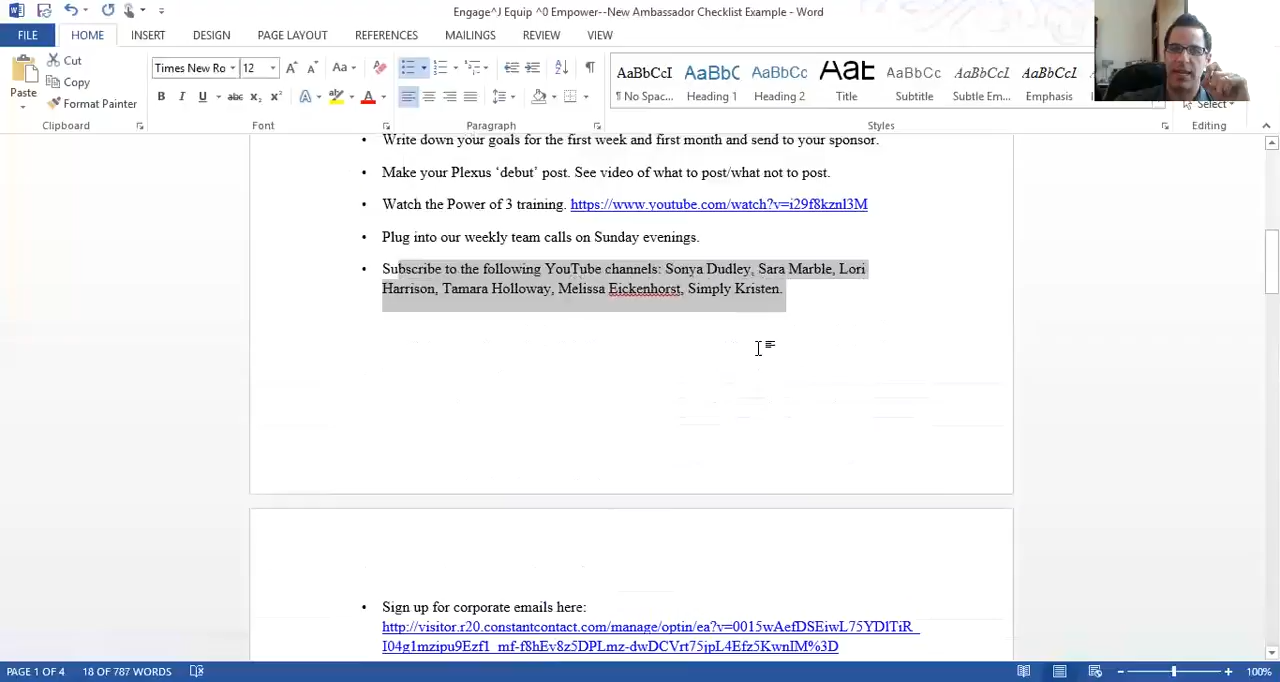 Engage^J Equip ^0 Empower--New Ambassador Checklist Example - Word
FILE HOME INSERT DESIGN PAGE LAYOUT REFERENCES MAILINGS REVIEW VIEW
Paste
Cut
Copy
Format Painter
Times New Ro 12
AaBbCcI AaBbC AaBbCc AaB AaBbCc AaBbCcI AaBbCcI
¶ No Spac... Heading 1 Heading 2 Title Subtitle Subtle Em... Emphasis
Select
Clipboard Font Paragraph Styles Editing
• Write down your goals for the first week and first month and send to your sponsor.
• Make your Plexus ‘debut’ post. See video of what to post/what not to post.
• Watch the Power of 3 training. https://www.youtube.com/watch?v=i29f8kznl3M
• Plug into our weekly team calls on Sunday evenings.
• Subscribe to the following YouTube channels: Sonya Dudley, Sara Marble, Lori
Harrison, Tamara Holloway, Melissa Eickenhorst, Simply Kristen.
• Sign up for corporate emails here:
http://visitor.r20.constantcontact.com/manage/optin/ea?v=0015wAefDSEiwL75YDlTiR_
I04g1mzipu9Ezf1_mf-f8hEv8z5DPLmz-dwDCVrt75jpL4Efz5KwnIM%3D
PAGE 1 OF 4 18 OF 787 WORDS 100%